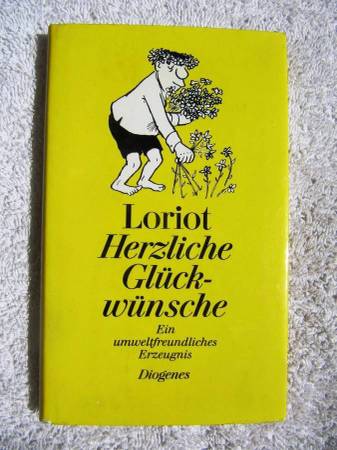 Loriot
Herzliche
Glück-
wünsche
Ein
umweltfreundliches
Erzeugnis
Diogenes